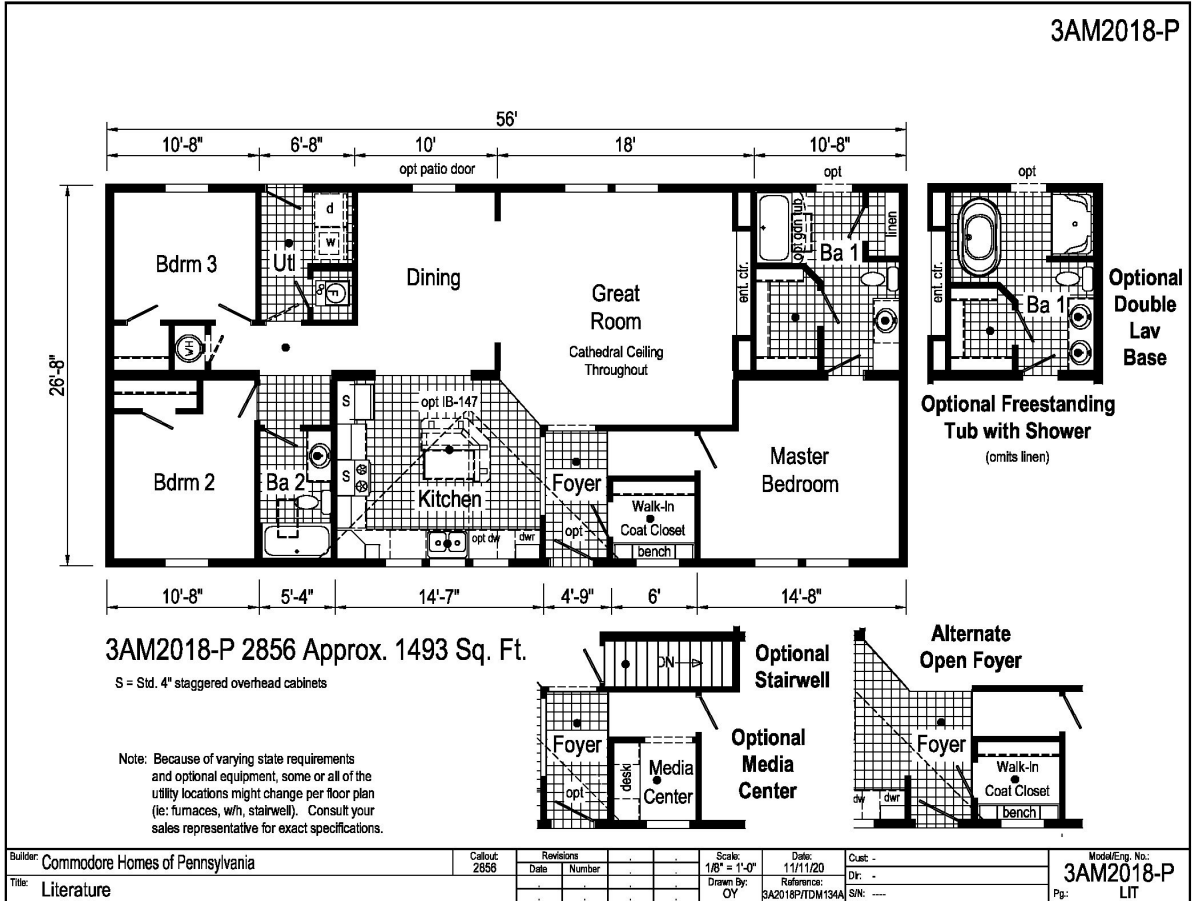 3AM2018-P
56'
10'-8" 6'-8" 10' 18' 10'-8"
opt patio door
opt
opt
26'-8"
Bdrm 3
Utl
d
w
Dining
Great
Room
Cathedral Ceiling
Throughout
ent. ctr.
opt gdn tub
Ba 1
linen
ent. ctr.
Ba 1
Optional
Double
Lav
Base
WH
F
Optional Freestanding
Tub with Shower
(omits linen)
S
opt IB-147
S
Bdrm 2
Ba 2
Kitchen
Foyer
opt
opt dw
dwr
Walk-In
Coat Closet
bench
Master
Bedroom
10'-8" 5'-4" 14'-7" 4'-9" 6' 14'-8"
3AM2018-P 2856 Approx. 1493 Sq. Ft.
S = Std. 4" staggered overhead cabinets
Note: Because of varying state requirements
and optional equipment, some or all of the
utility locations might change per floor plan
(ie: furnaces, w/h, stairwell). Consult your
sales representative for exact specifications.
DN
Optional
Stairwell
Foyer
opt
desk
Media
Center
Optional
Media
Center
Alternate
Open Foyer
Foyer
dw
dwr
Walk-In
Coat Closet
bench
Builder: Commodore Homes of Pennsylvania
Title: Literature
Callout:
2856
Revisions
Date Number
Scale:
1/8" = 1'-0"
Date:
11/11/20
Drawn By:
OY
Reference:
3A2018P/TDM134A
Cust: -
Dlr: -
S/N: ----
Model/Eng. No.:
3AM2018-P
Pg.: LIT